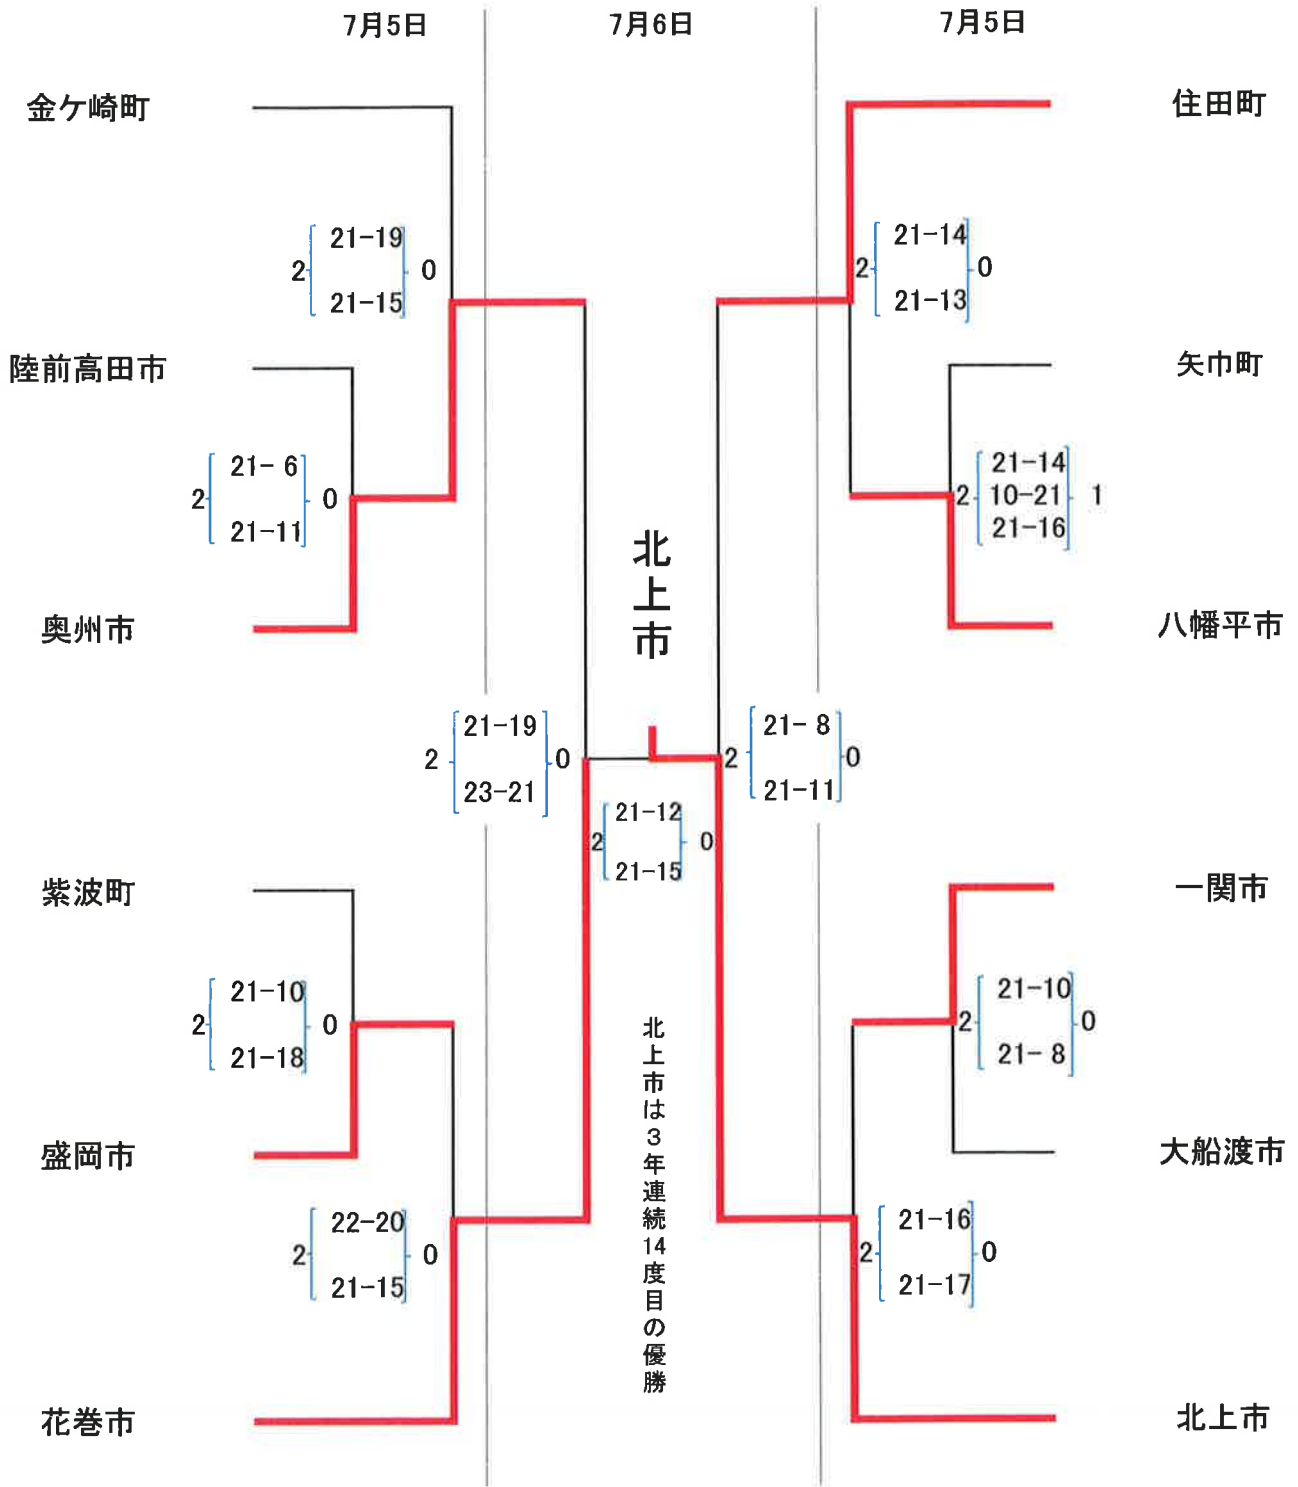 7月5日
7月6日
7月5日
金ケ崎町
住田町
21-19
2 0
21-15
21-14
2 0
21-13
陸前高田市
矢巾町
21- 6
2 0
21-11
21-14
2 10-21 1
21-16
北上市
奥州市
八幡平市
21-19
2 0
23-21
21- 8
2 0
21-11
21-12
2 0
21-15
紫波町
一関市
21-10
2 0
21-18
21-10
2 0
21- 8
北上市は3年連続14度目の優勝
盛岡市
大船渡市
22-20
2 0
21-15
21-16
2 0
21-17
花巻市
北上市